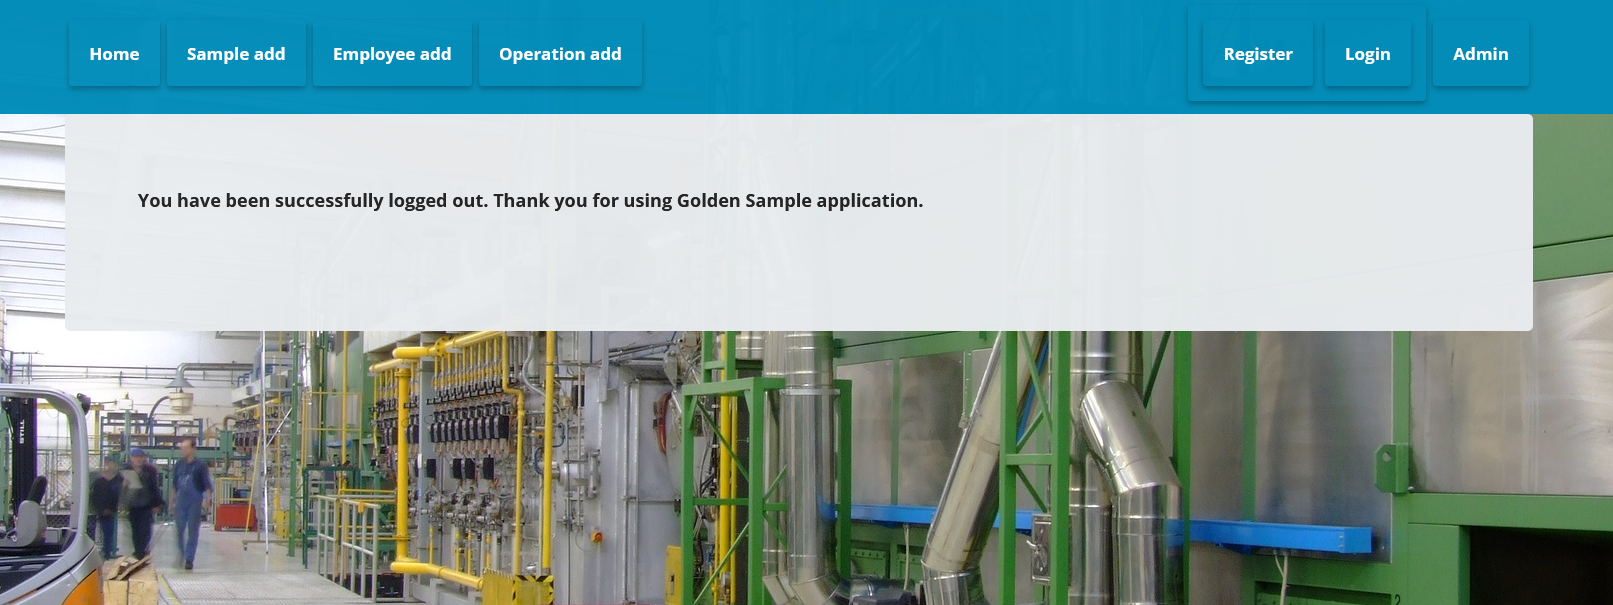 Home
Sample add
Employee add
Operation add
Register
Login
Admin
You have been successfully logged out. Thank you for using Golden Sample application.
STILL
2